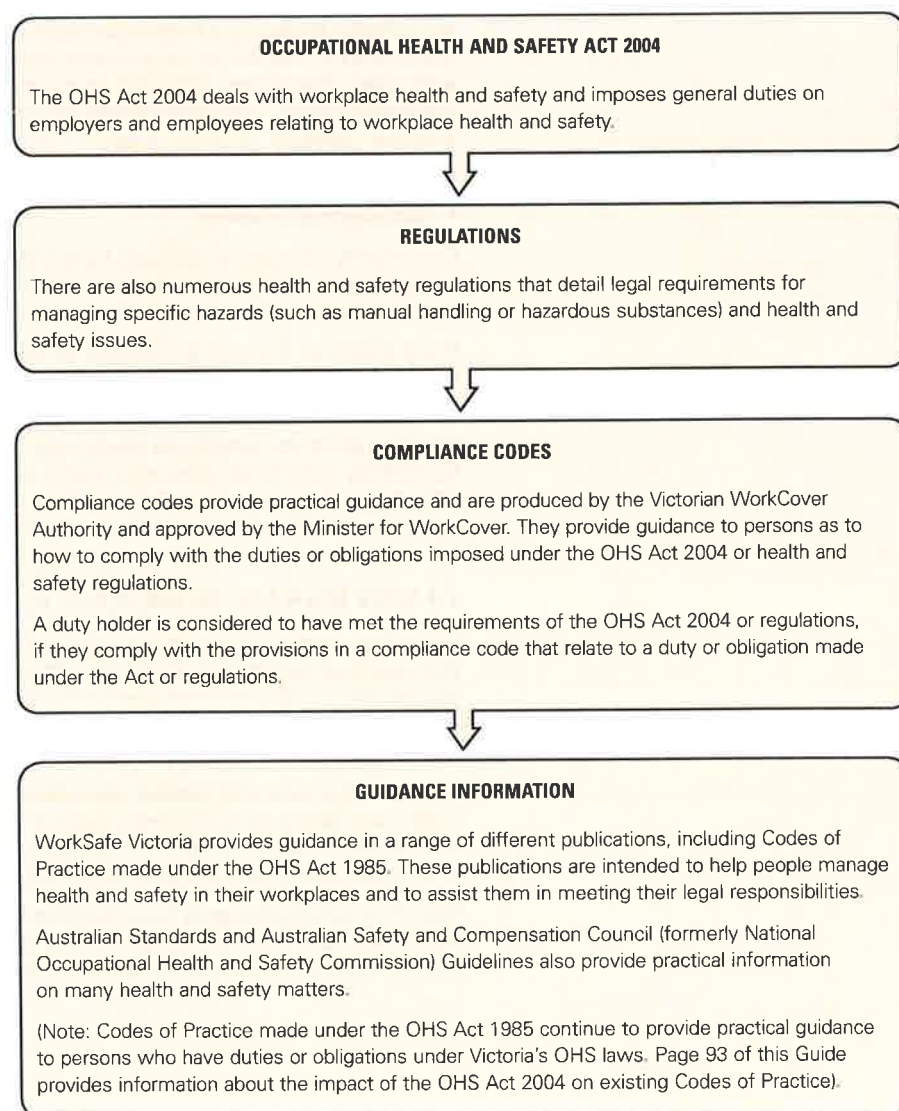 OCCUPATIONAL HEALTH AND SAFETY ACT 2004
The OHS Act 2004 deals with workplace health and safety and imposes general duties on
employers and employees relating to workplace health and safety.
REGULATIONS
There are also numerous health and safety regulations that detail legal requirements for
managing specific hazards (such as manual handling or hazardous substances) and health and
safety issues.
COMPLIANCE CODES
Compliance codes provide practical guidance and are produced by the Victorian WorkCover
Authority and approved by the Minister for WorkCover. They provide guidance to persons as to
how to comply with the duties or obligations imposed under the OHS Act 2004 or health and
safety regulations.
A duty holder is considered to have met the requirements of the OHS Act 2004 or regulations,
if they comply with the provisions in a compliance code that relate to a duty or obligation made
under the Act or regulations.
GUIDANCE INFORMATION
WorkSafe Victoria provides guidance in a range of different publications, including Codes of
Practice made under the OHS Act 1985. These publications are intended to help people manage
health and safety in their workplaces and to assist them in meeting their legal responsibilities.
Australian Standards and Australian Safety and Compensation Council (formerly National
Occupational Health and Safety Commission) Guidelines also provide practical information
on many health and safety matters.
(Note: Codes of Practice made under the OHS Act 1985 continue to provide practical guidance
to persons who have duties or obligations under Victoria's OHS laws. Page 93 of this Guide
provides information about the impact of the OHS Act 2004 on existing Codes of Practice).